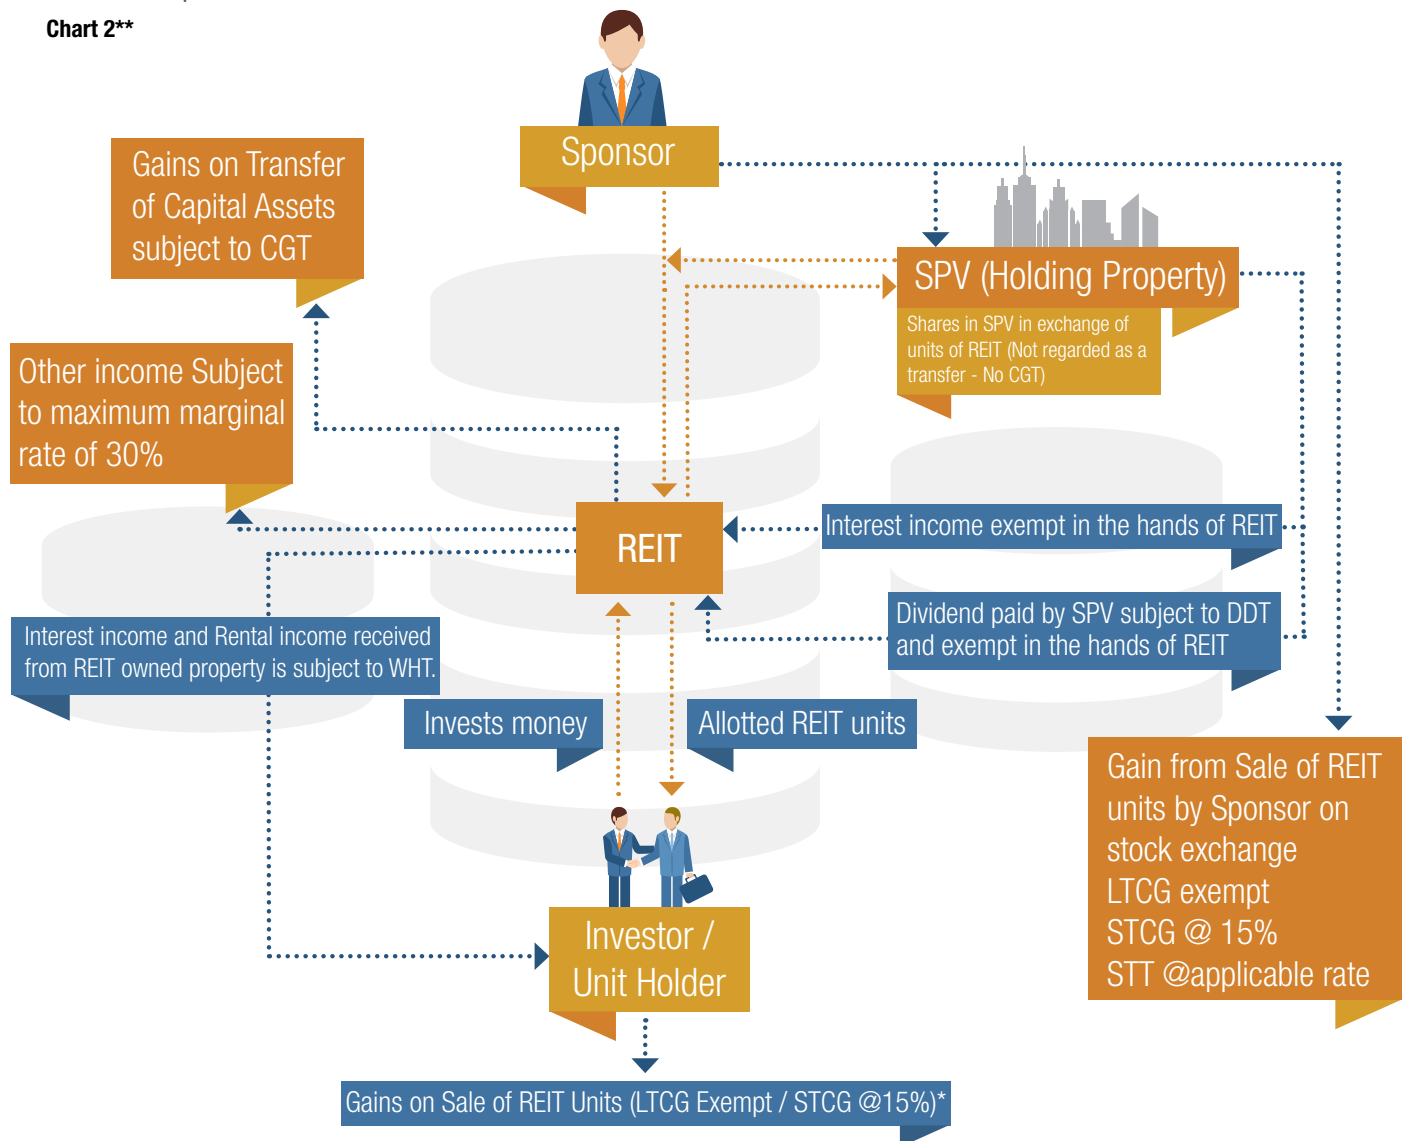 Chart 2**
Sponsor
Gains on Transfer
of Capital Assets
subject to CGT
SPV (Holding Property)
Shares in SPV in exchange of
units of REIT (Not regarded as a
transfer - No CGT)
Other income Subject
to maximum marginal
rate of 30%
REIT
Interest income exempt in the hands of REIT
Dividend paid by SPV subject to DDT
and exempt in the hands of REIT
Interest income and Rental income received
from REIT owned property is subject to WHT.
Invests money
Allotted REIT units
Gain from Sale of REIT
units by Sponsor on
stock exchange
LTCG exempt
STCG @ 15%
STT @applicable rate
Investor /
Unit Holder
Gains on Sale of REIT Units (LTCG Exempt / STCG @15%)*